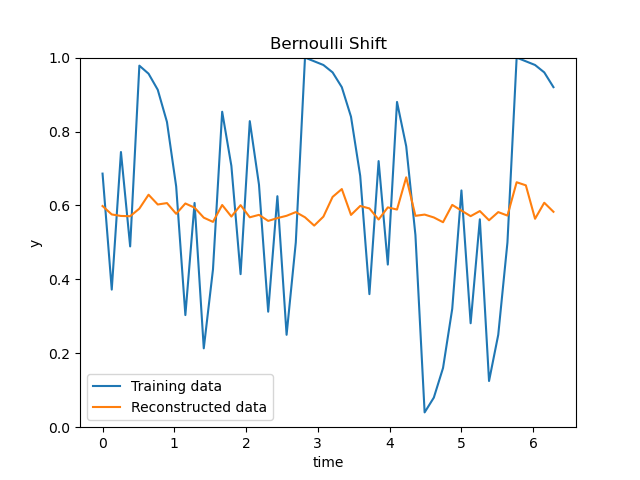 Bernoulli Shift
1.0
0.8
0.6
0.4
0.2
0.0
y
Training data
Reconstructed data
0 1 2 3 4 5 6
time